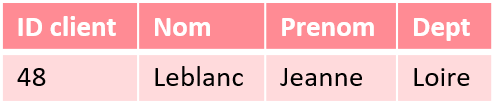 ID client Nom Prenom Dept
48 Leblanc Jeanne Loire